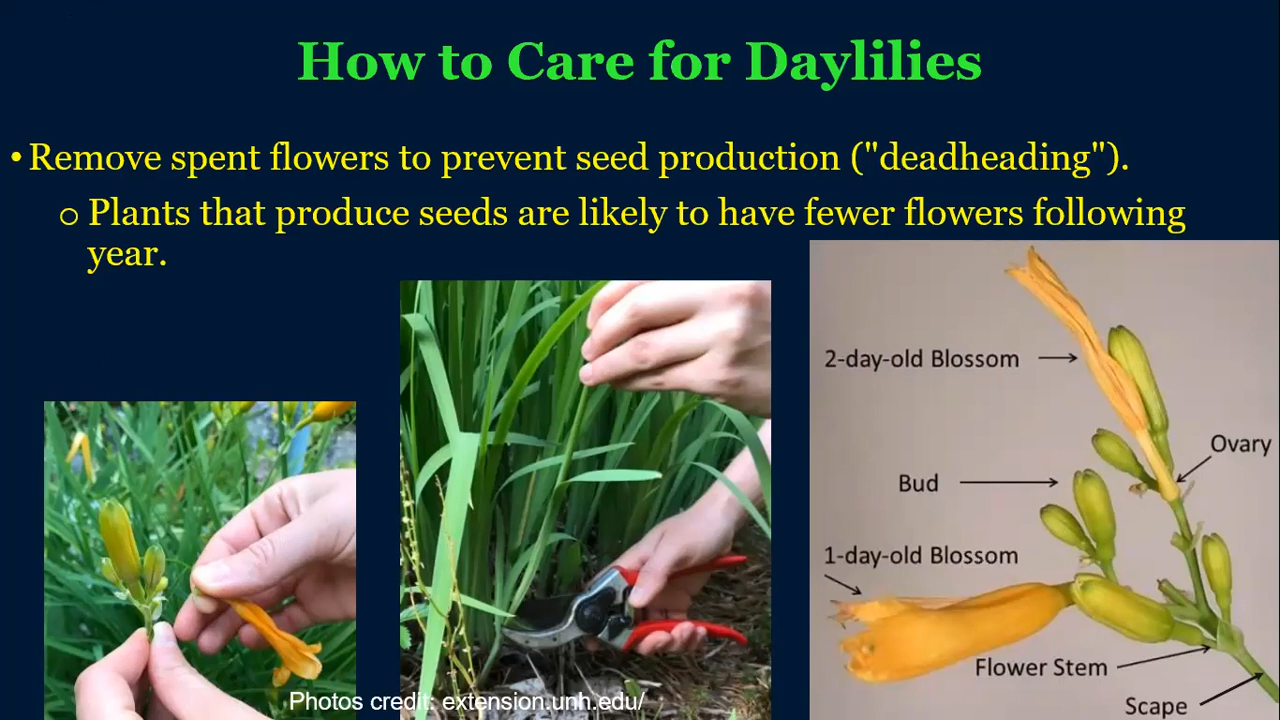 How to Care for Daylilies
• Remove spent flowers to prevent seed production ("deadheading").
o Plants that produce seeds are likely to have fewer flowers following
year.
2-day-old Blossom
Ovary
Bud
1-day-old Blossom
Flower Stem
Scape
Photos credit: extension.unh.edu/